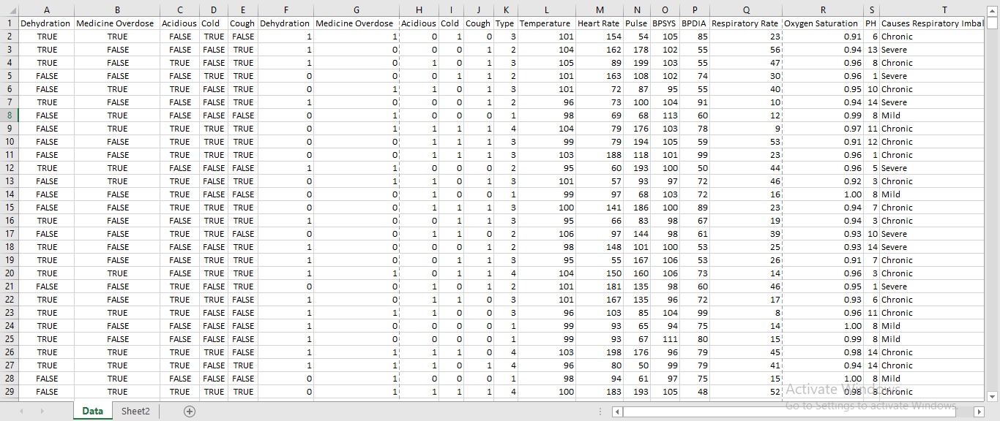 A B C D E F G H I J K L M N O P Q R S T
1 Dehydration Medicine Overdose Acidious Cold Cough Dehydration Medicine Overdose Acidious Cold Cough Type Temperature Heart Rate Pulse BPSYS BPDIA Respiratory Rate Oxygen Saturation PH Causes Respiratory Imbal
2 TRUE TRUE FALSE TRUE FALSE 1 1 0 1 0 3 101 154 54 105 85 23 0.91 6 Chronic
3 TRUE FALSE FALSE FALSE TRUE 1 0 0 0 1 2 104 162 178 102 55 56 0.94 13 Severe
4 TRUE FALSE TRUE FALSE TRUE 1 0 1 0 1 3 105 89 199 103 55 47 0.96 8 Chronic
5 FALSE FALSE FALSE TRUE TRUE 0 0 0 1 1 2 101 163 108 102 74 30 0.96 1 Severe
6 FALSE TRUE TRUE FALSE TRUE 0 1 1 0 1 3 101 72 87 95 55 40 0.95 10 Chronic
7 TRUE FALSE FALSE FALSE TRUE 1 0 0 0 1 2 96 73 100 104 91 10 0.94 14 Severe
8 FALSE TRUE FALSE FALSE FALSE 0 1 0 0 0 1 98 69 68 113 60 12 0.99 8 Mild
9 FALSE TRUE TRUE TRUE TRUE 0 1 1 1 1 4 104 79 176 103 78 9 0.97 11 Chronic
10 FALSE FALSE TRUE TRUE TRUE 0 0 1 1 1 3 99 79 194 105 59 53 0.91 12 Chronic
11 FALSE FALSE TRUE TRUE TRUE 0 0 1 1 1 3 103 188 118 101 99 23 0.96 1 Chronic
12 TRUE TRUE FALSE FALSE FALSE 1 1 0 0 0 2 95 60 193 100 50 44 0.96 5 Severe
13 FALSE TRUE TRUE FALSE TRUE 0 1 1 0 1 3 101 57 93 97 72 46 0.92 3 Chronic
14 FALSE FALSE TRUE FALSE FALSE 0 0 1 0 0 1 99 97 68 103 72 16 1.00 8 Mild
15 FALSE FALSE TRUE TRUE TRUE 0 0 1 1 1 3 100 141 186 100 89 23 0.94 7 Chronic
16 TRUE FALSE FALSE TRUE TRUE 1 0 0 1 1 3 95 66 83 98 67 19 0.94 3 Chronic
17 FALSE FALSE TRUE TRUE FALSE 0 0 1 1 0 2 106 97 144 98 61 39 0.93 10 Severe
18 TRUE FALSE FALSE FALSE TRUE 1 0 0 0 1 2 98 148 101 100 53 25 0.93 14 Severe
19 TRUE FALSE FALSE TRUE TRUE 1 0 0 1 1 3 95 55 167 106 53 26 0.91 7 Chronic
20 TRUE TRUE FALSE TRUE TRUE 1 1 0 1 1 4 104 150 160 106 73 14 0.96 3 Chronic
21 FALSE FALSE TRUE FALSE TRUE 0 0 1 0 1 2 101 181 135 98 60 46 0.95 1 Severe
22 TRUE FALSE TRUE TRUE FALSE 1 0 1 1 0 3 101 167 135 96 72 17 0.93 6 Chronic
23 TRUE TRUE TRUE FALSE FALSE 1 1 1 0 0 3 96 103 85 104 99 8 0.96 11 Chronic
24 TRUE FALSE FALSE FALSE FALSE 1 0 0 0 0 1 99 93 65 94 75 14 1.00 8 Mild
25 TRUE FALSE FALSE FALSE FALSE 1 0 0 0 0 1 99 93 67 111 80 15 0.99 8 Mild
26 TRUE TRUE TRUE TRUE FALSE 1 1 1 1 0 4 103 198 176 96 79 45 0.98 14 Chronic
27 TRUE TRUE TRUE FALSE TRUE 1 1 1 0 1 4 96 80 50 99 79 41 0.94 14 Chronic
28 FALSE TRUE FALSE FALSE FALSE 0 1 0 0 0 1 98 94 61 97 75 15 1.00 8 Mild
29 FALSE TRUE TRUE TRUE TRUE 0 1 1 1 1 4 100 183 193 105 48 52 0.98 8 Chronic
Activate Windows
Go to Settings to activate Windows.
Data Sheet2